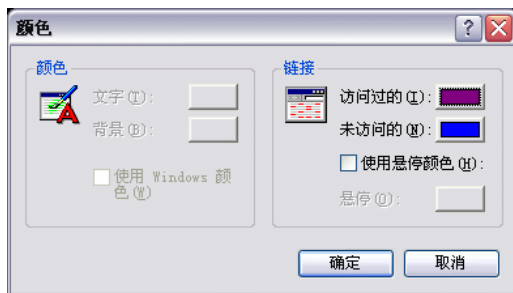 颜色
颜色
文字(T):
背景(B):
使用 Windows 颜
色(W)
链接
访问过的(I):
未访问的(N):
使用悬停颜色(H):
悬停(O):
确定
取消